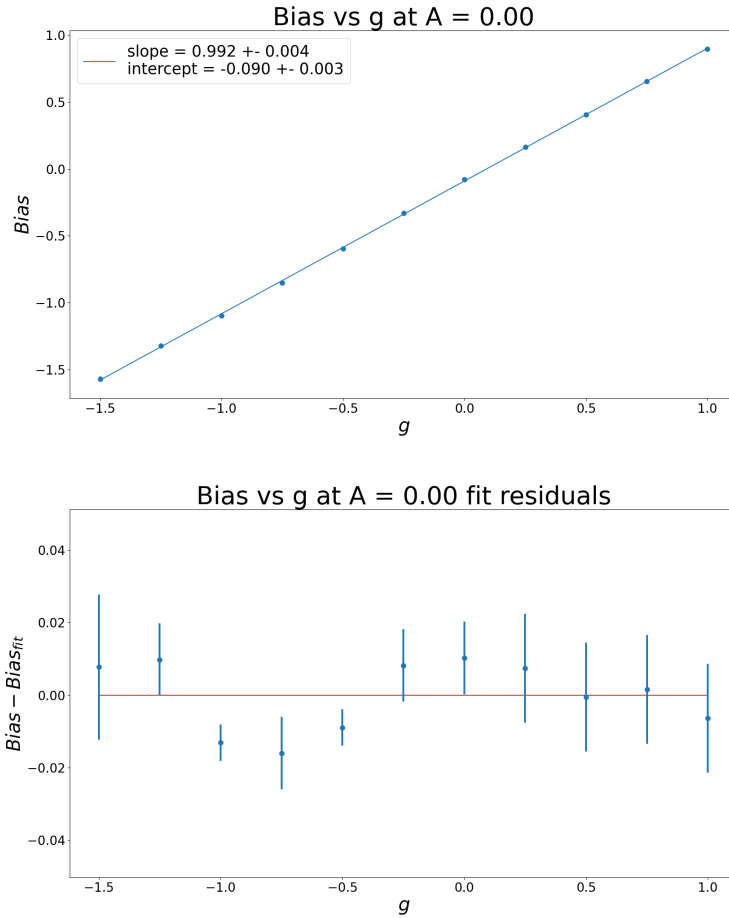 Bias vs g at A = 0.00
slope = 0.992 +- 0.004
intercept = -0.090 +- 0.003
1.0
0.5
0.0
−0.5
−1.0
−1.5
Bias
−1.5 −1.0 −0.5 0.0 0.5 1.0
g
Bias vs g at A = 0.00 fit residuals
0.04
0.02
0.00
−0.02
−0.04
Bias − Bias_fit
−1.5 −1.0 −0.5 0.0 0.5 1.0
g